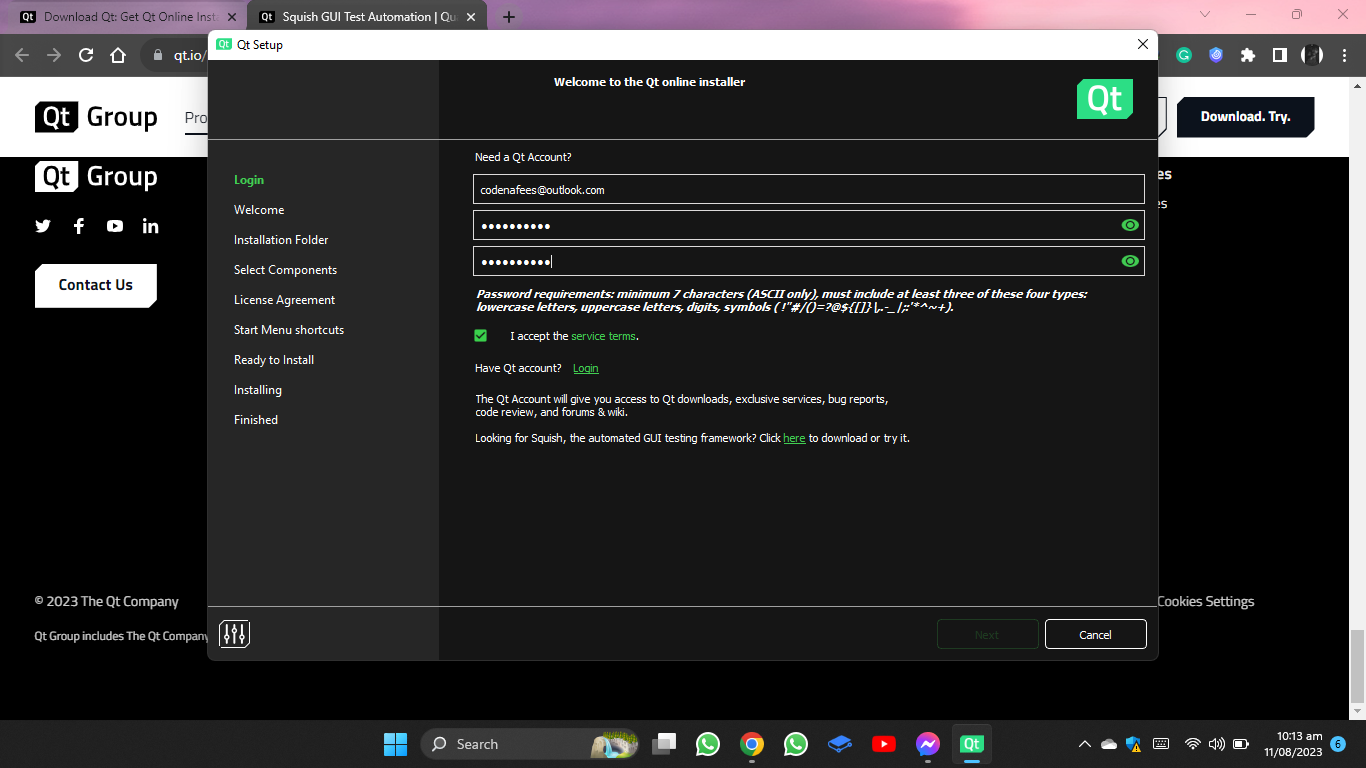 Download Qt: Get Qt Online Inst
Squish GUI Test Automation | Qu
qt.io/
Qt Setup
Welcome to the Qt online installer
Qt
Qt Group
Pro
Download. Try.
Qt Group
es
es
Contact Us
Login
Welcome
Installation Folder
Select Components
License Agreement
Start Menu shortcuts
Ready to Install
Installing
Finished
Need a Qt Account?
codenafees@outlook.com
Password requirements: minimum 7 characters (ASCII only), must include at least three of these four types:
lowercase letters, uppercase letters, digits, symbols ( !"#/()=?@${[]}\,.-_|;:'*^~+).
I accept the service terms.
Have Qt account? Login
The Qt Account will give you access to Qt downloads, exclusive services, bug reports,
code review, and forums & wiki.
Looking for Squish, the automated GUI testing framework? Click here to download or try it.
© 2023 The Qt Company
Cookies Settings
Qt Group includes The Qt Company
Next
Cancel
Search
Qt
10:13 am
11/08/2023
6